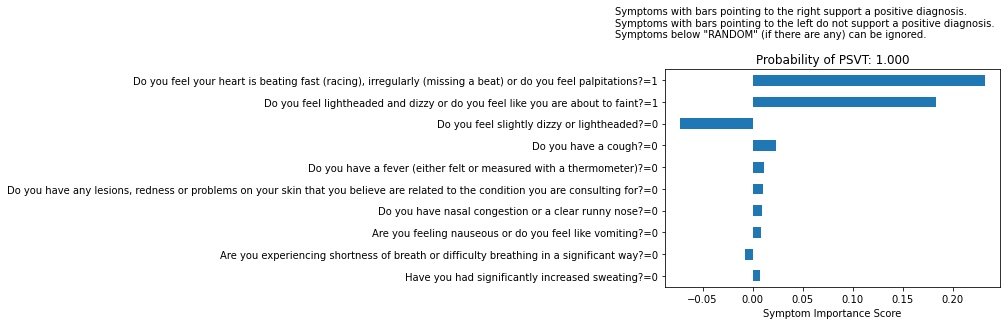 Symptoms with bars pointing to the right support a positive diagnosis.
Symptoms with bars pointing to the left do not support a positive diagnosis.
Symptoms below "RANDOM" (if there are any) can be ignored.
Probability of PSVT: 1.000
Do you feel your heart is beating fast (racing), irregularly (missing a beat) or do you feel palpitations?=1
Do you feel lightheaded and dizzy or do you feel like you are about to faint?=1
Do you feel slightly dizzy or lightheaded?=0
Do you have a cough?=0
Do you have a fever (either felt or measured with a thermometer)?=0
Do you have any lesions, redness or problems on your skin that you believe are related to the condition you are consulting for?=0
Do you have nasal congestion or a clear runny nose?=0
Are you feeling nauseous or do you feel like vomiting?=0
Are you experiencing shortness of breath or difficulty breathing in a significant way?=0
Have you had significantly increased sweating?=0
−0.05 0.00 0.05 0.10 0.15 0.20
Symptom Importance Score